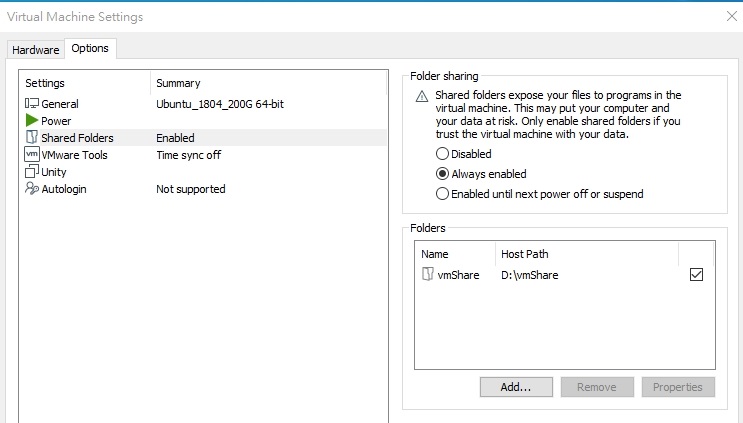 Virtual Machine Settings
Hardware Options
Settings Summary
General Ubuntu_1804_200G 64-bit
Power
Shared Folders Enabled
vm VMware Tools Time sync off
Unity
Autologin Not supported
Folder sharing
Shared folders expose your files to programs in the
virtual machine. This may put your computer and
your data at risk. Only enable shared folders if you
trust the virtual machine with your data.
Disabled
Always enabled
Enabled until next power off or suspend
Folders
Name Host Path
vmShare D:\vmShare
Add... Remove Properties